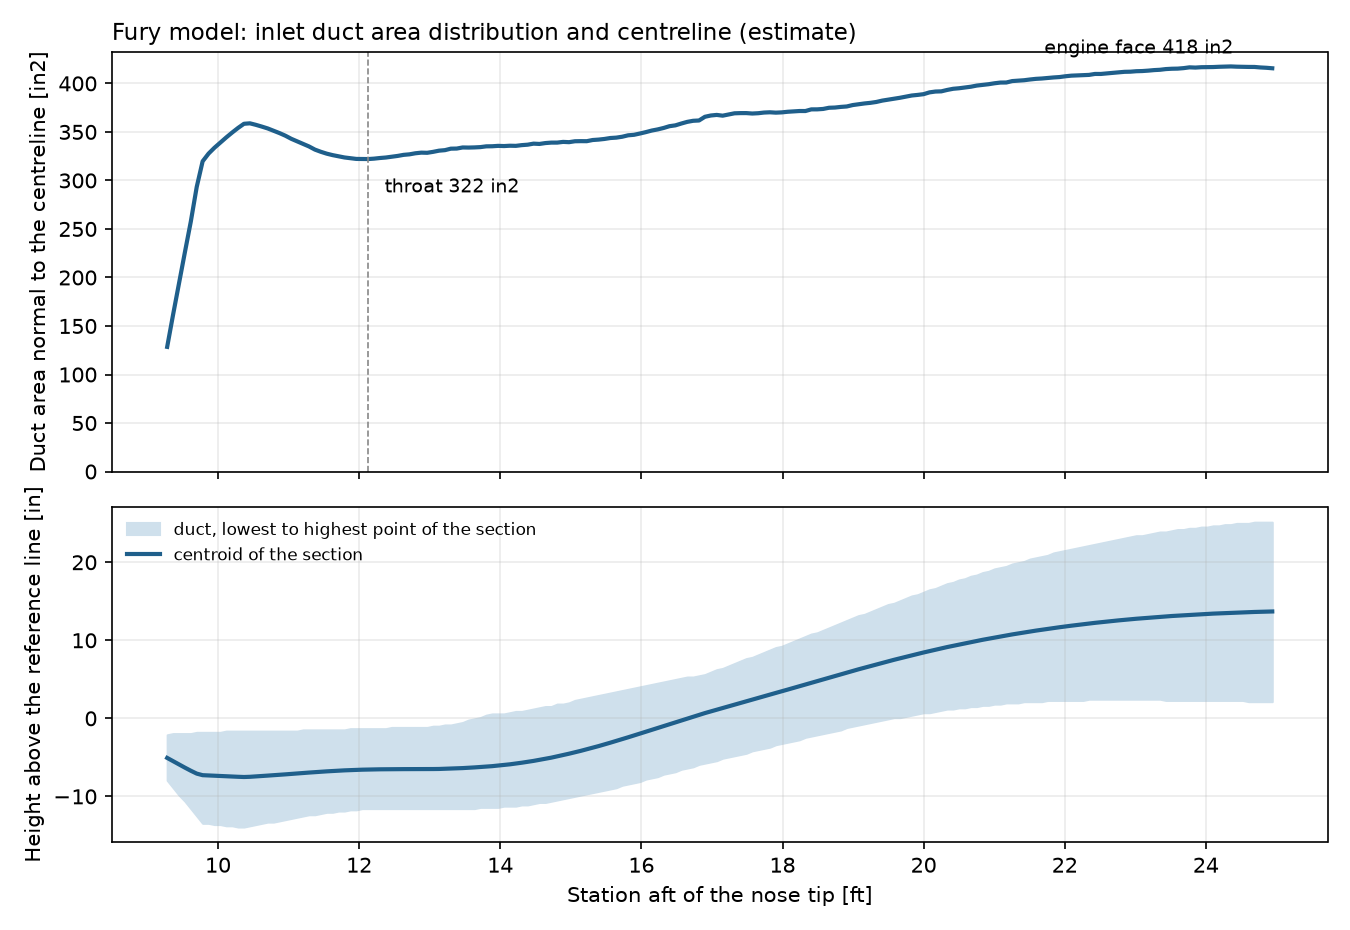 Fury model: inlet duct area distribution and centreline (estimate)
engine face 418 in2
Duct area normal to the centreline [in2]
400
350
300
250
200
150
100
50
0
throat 322 in2
Height above the reference line [in]
duct, lowest to highest point of the section
centroid of the section
20
10
0
−10
10 12 14 16 18 20 22 24
Station aft of the nose tip [ft]